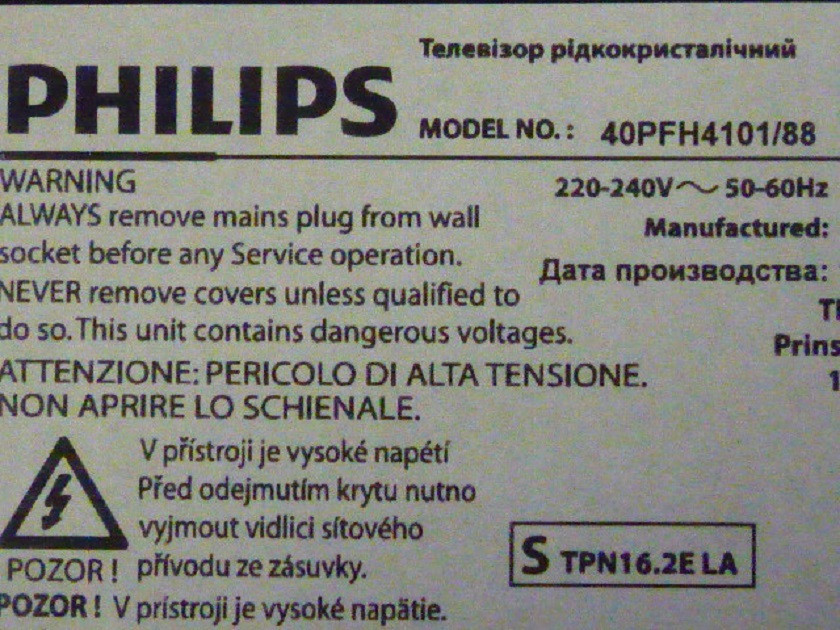 PHILIPS
Телевізор рідкокристалічний
MODEL NO.: 40PFH4101/88
WARNING
ALWAYS remove mains plug from wall
socket before any Service operation.
NEVER remove covers unless qualified to
do so. This unit contains dangerous voltages.
220-240V~ 50-60Hz
Manufactured:
Дата производства:
ATTENZIONE: PERICOLO DI ALTA TENSIONE.
NON APRIRE LO SCHIENALE.
V přístroji je vysoké napétí
Před odejmutím krytu nutno
vyjmout vidlici sítového
POZOR! přívodu ze zásuvky.
POZOR! V prístroji je vysoké napätie.
S TPN16.2E LA